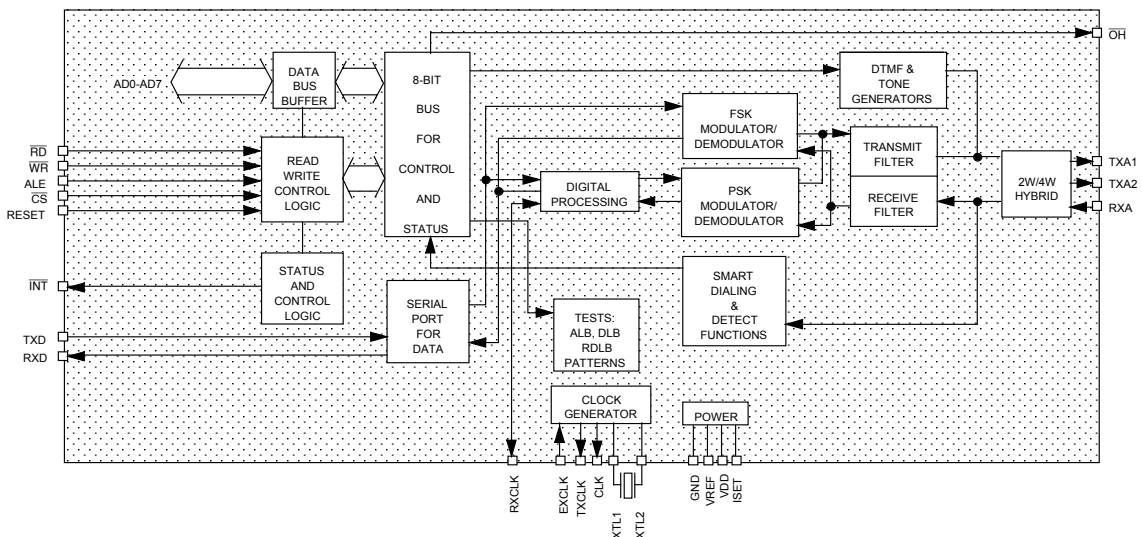 OH
DATA
BUS
BUFFER
AD0-AD7
8-BIT
BUS
FOR
CONTROL
AND
STATUS
DTMF &
TONE
GENERATORS
FSK
MODULATOR/
DEMODULATOR
TRANSMIT
FILTER
RECEIVE
FILTER
2W/4W
HYBRID
TXA1
TXA2
RXA
RD
WR
ALE
CS
RESET
READ
WRITE
CONTROL
LOGIC
DIGITAL
PROCESSING
PSK
MODULATOR/
DEMODULATOR
INT
STATUS
AND
CONTROL
LOGIC
SERIAL
PORT
FOR
DATA
TXD
RXD
TESTS:
ALB, DLB
RDLB
PATTERNS
SMART
DIALING
&
DETECT
FUNCTIONS
CLOCK
GENERATOR
POWER
RXCLK
EXCLK
TXCLK
CLK
XTL1
XTL2
GND
VREF
VDD
ISET